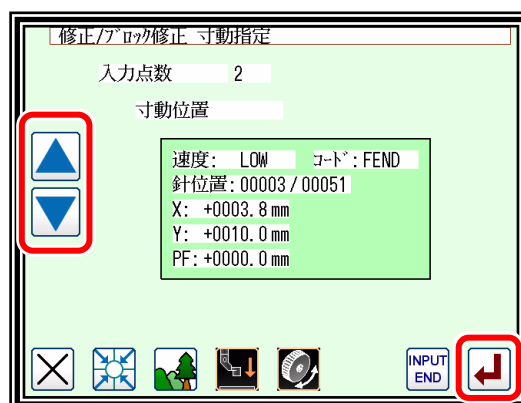 修正/ブロック修正 寸動指定
入力点数 2
寸動位置
速度: LOW コード:FEND
針位置:00003/00051
X: +0003.8mm
Y: +0010.0mm
PF:+0000.0mm
INPUT
END